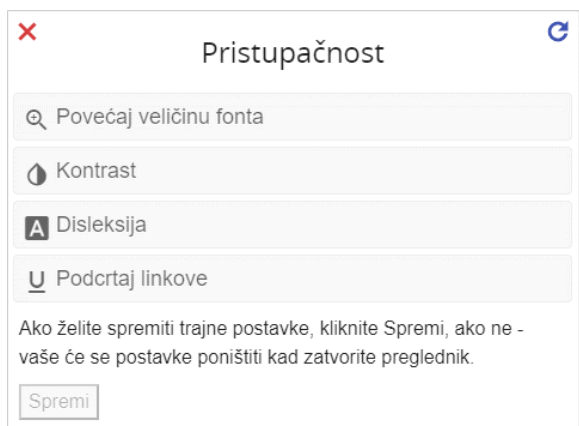 Pristupačnost
Povećaj veličinu fonta
Kontrast
A Disleksija
U Podcrtaj linkove
Ako želite spremiti trajne postavke, kliknite Spremi, ako ne -
vaše će se postavke poništiti kad zatvorite preglednik.
Spremi